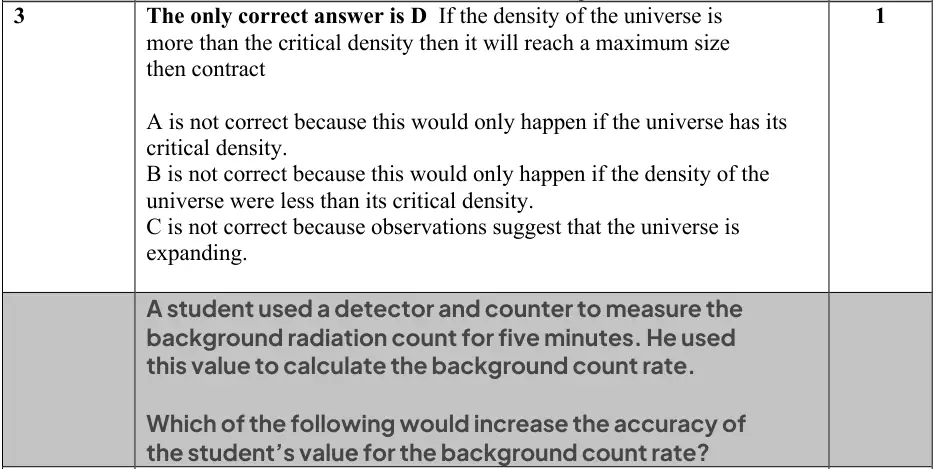 3 The only correct answer is D If the density of the universe is 1
more than the critical density then it will reach a maximum size
then contract
A is not correct because this would only happen if the universe has its
critical density.
B is not correct because this would only happen if the density of the
universe were less than its critical density.
C is not correct because observations suggest that the universe is
expanding.
A student used a detector and counter to measure the
background radiation count for five minutes. He used
this value to calculate the background count rate.
Which of the following would increase the accuracy of
the student's value for the background count rate?